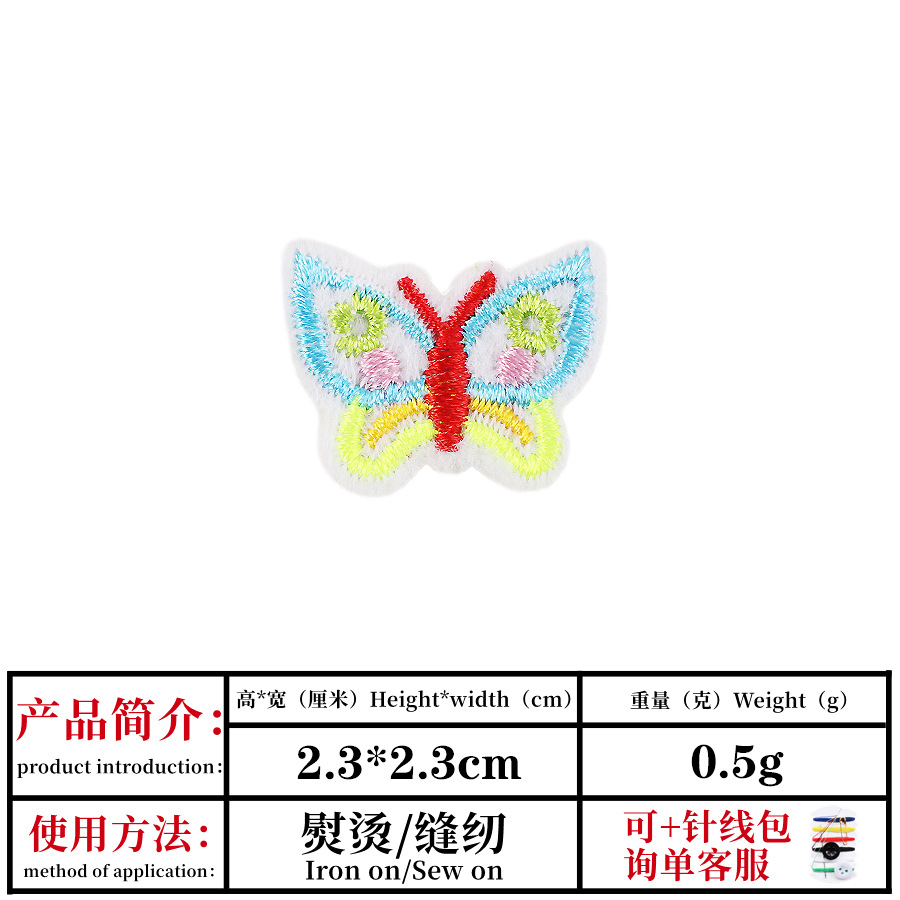 产品简介：
product introduction:
高*宽（厘米）Height*width（cm）
重量（克）Weight（g）
2.3*2.3cm
0.5g
使用方法：
method of application:
熨烫/缝纫
Iron on/Sew on
可+针线包
询单客服